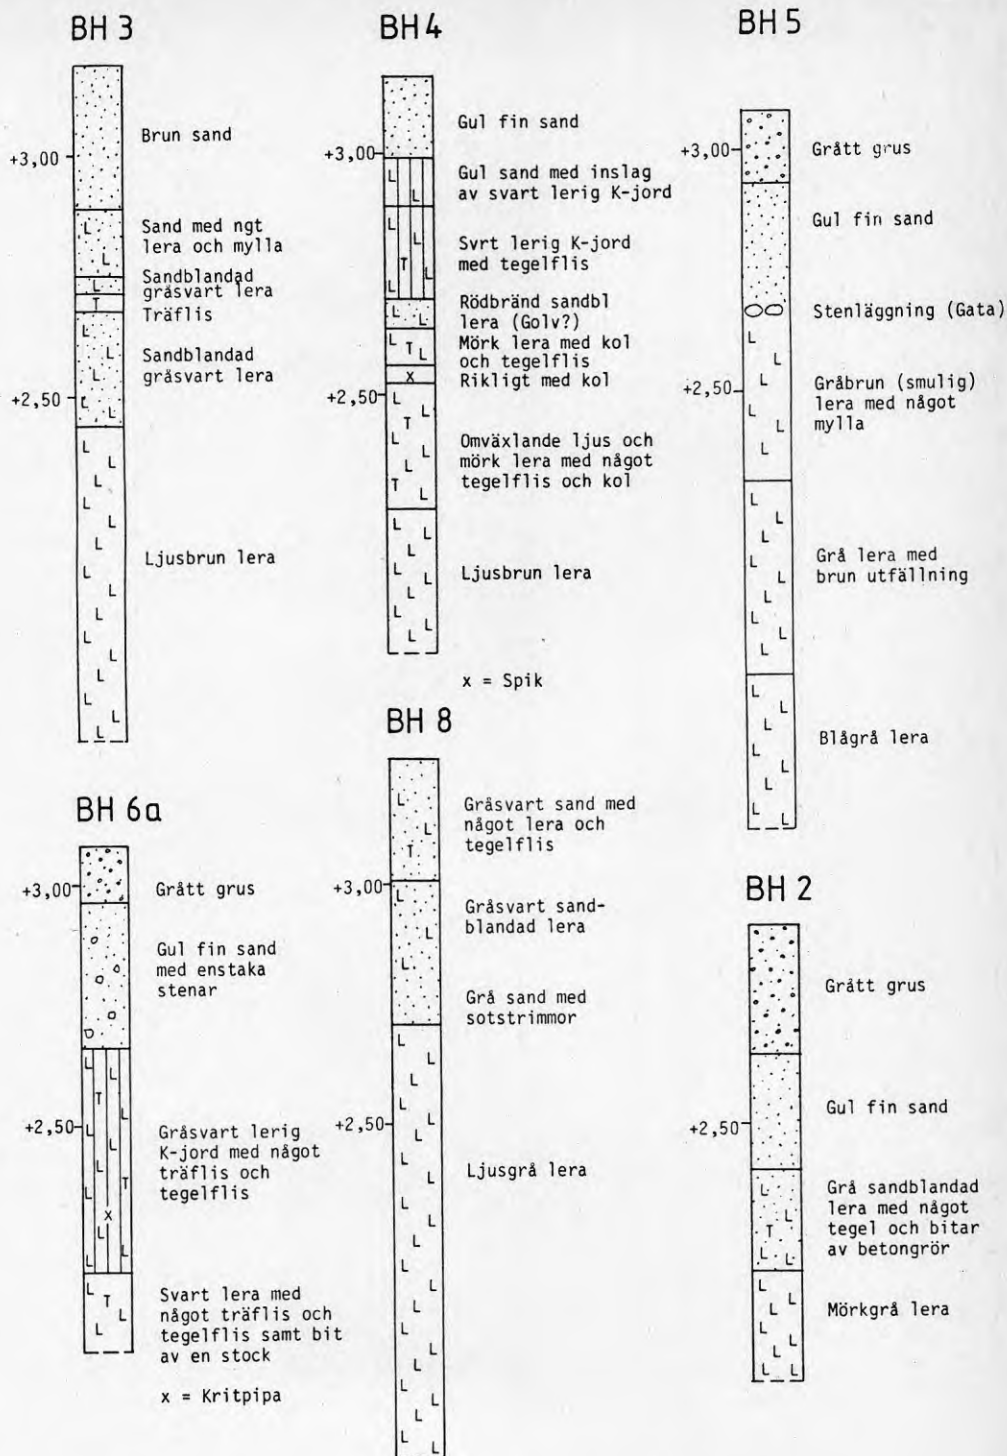 BH 3
+3,00
+2,50
Brun sand
Sand med ngt
lera och mylla
Sandblandad
gråsvart lera
Träflis
Sandblandad
gråsvart lera
Ljusbrun lera
BH 4
+3,00
+2,50
Gul fin sand
Gul sand med inslag
av svart lerig K-jord
Svrt lerig K-jord
med tegelflis
Rödbränd sandbl
lera (Golv?)
Mörk lera med kol
och tegelflis
Rikligt med kol
Omväxlande ljus och
mörk lera med något
tegelflis och kol
Ljusbrun lera
x = Spik
BH 5
+3,00
+2,50
Grått grus
Gul fin sand
Stenläggning (Gata)
Gråbrun (smulig)
lera med något
mylla
Grå lera med
brun utfällning
Blågrå lera
BH 6a
+3,00
+2,50
Grått grus
Gul fin sand
med enstaka
stenar
Gråsvart lerig
K-jord med något
träflis och
tegelflis
Svart lera med
något träflis och
tegelflis samt bit
av en stock
x = Kritpipa
BH 8
+3,00
+2,50
Gråsvart sand med
något lera och
tegelflis
Gråsvart sand-
blandad lera
Grå sand med
sotstrimmor
Ljusgrå lera
BH 2
+2,50
Grått grus
Gul fin sand
Grå sandblandad
lera med något
tegel och bitar
av betongrör
Mörkgrå lera